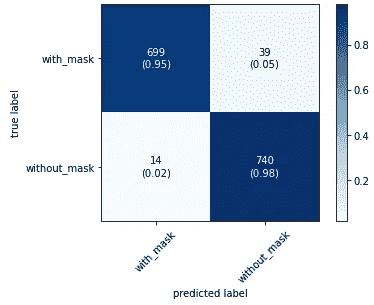 699
(0.95)
39
(0.05)
14
(0.02)
740
(0.98)
with_mask
without_mask
true label
with_mask
without_mask
predicted label
0.8
0.6
0.4
0.2